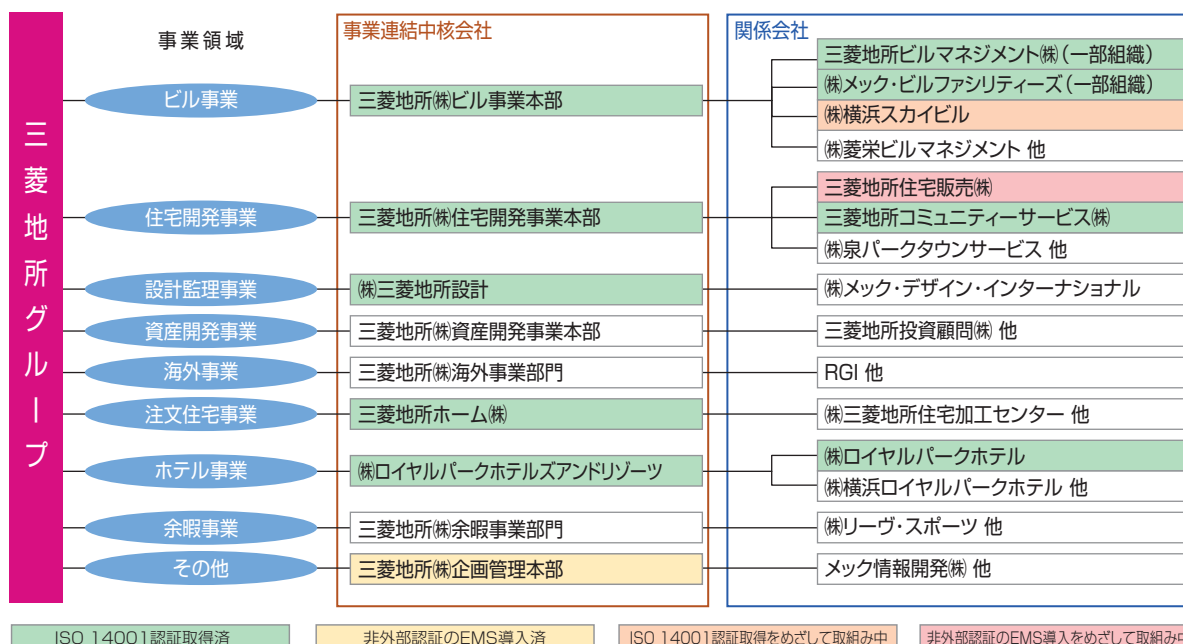 三菱地所グループ
事業領域
事業連結中核会社
関係会社
ビル事業
三菱地所㈱ビル事業本部
三菱地所ビルマネジメント㈱（一部組織）
㈱メック・ビルファシリティーズ（一部組織）
㈱横浜スカイビル
㈱菱栄ビルマネジメント 他
住宅開発事業
三菱地所㈱住宅開発事業本部
三菱地所住宅販売㈱
三菱地所コミュニティーサービス㈱
㈱泉パークタウンサービス 他
設計監理事業
㈱三菱地所設計
㈱メック・デザイン・インターナショナル
資産開発事業
三菱地所㈱資産開発事業本部
三菱地所投資顧問㈱ 他
海外事業
三菱地所㈱海外事業部門
RGI 他
注文住宅事業
三菱地所ホーム㈱
㈱三菱地所住宅加工センター 他
ホテル事業
㈱ロイヤルパークホテルズアンドリゾーツ
㈱ロイヤルパークホテル
㈱横浜ロイヤルパークホテル 他
余暇事業
三菱地所㈱余暇事業部門
㈱リーヴ・スポーツ 他
その他
三菱地所㈱企画管理本部
メック情報開発㈱ 他
ISO 14001認証取得済
非外部認証のEMS導入済
ISO 14001認証取得をめざして取組み中
非外部認証のEMS導入をめざして取組み中